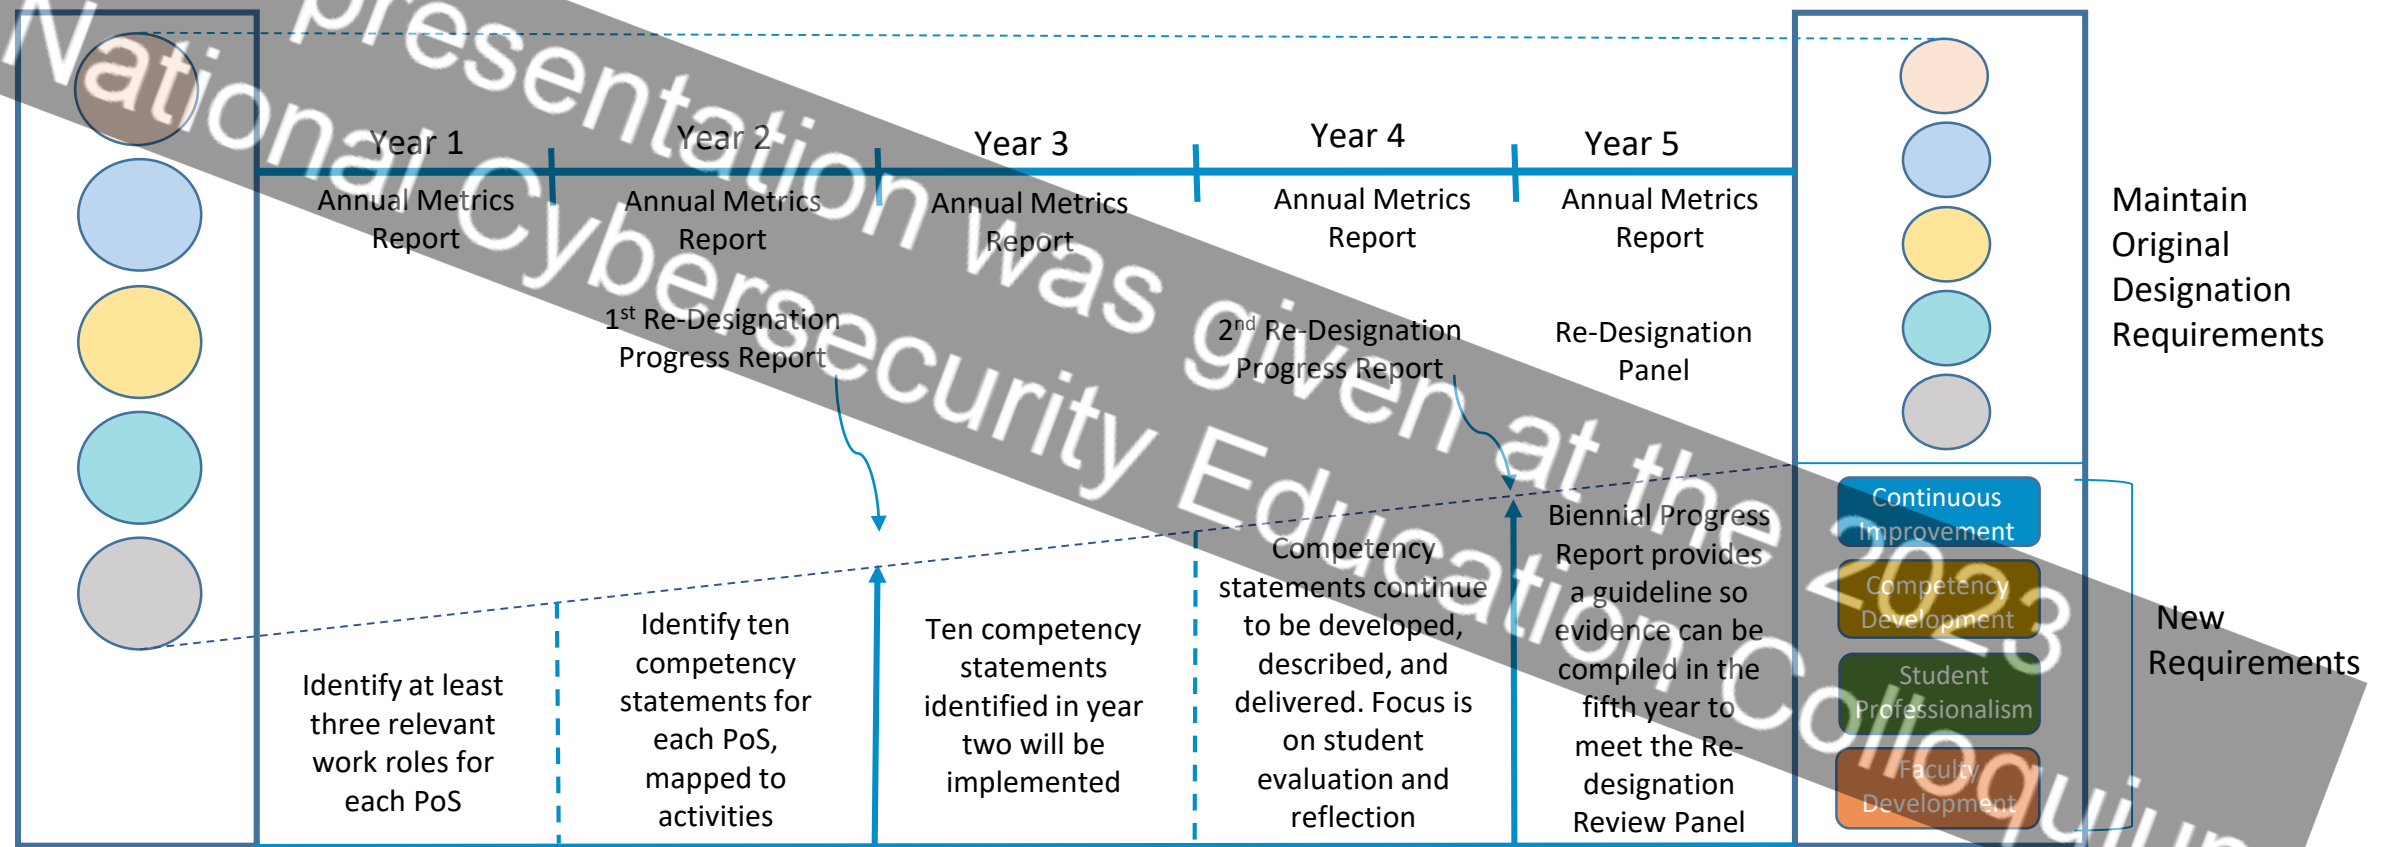 presentation was given at the 2023
National Cybersecurity Education Colloquium
Year 1
Year 2
Year 3
Year 4
Year 5
Annual Metrics
Report
Annual Metrics
Report
Annual Metrics
Report
Annual Metrics
Report
Annual Metrics
Report
1st Re-Designation
Progress Report
2nd Re-Designation
Progress Report
Re-Designation
Panel
Identify at least
three relevant
work roles for
each PoS
Identify ten
competency
statements for
each PoS,
mapped to
activities
Ten competency
statements
identified in year
two will be
implemented
Competency
statements continue
to be developed,
described, and
delivered. Focus is
on student
evaluation and
reflection
Biennial Progress
Report provides
a guideline so
evidence can be
compiled in the
fifth year to
meet the Re-
designation
Review Panel
Maintain
Original
Designation
Requirements
Continuous
Improvement
Competency
Development
Student
Professionalism
Faculty
Development
New
Requirements